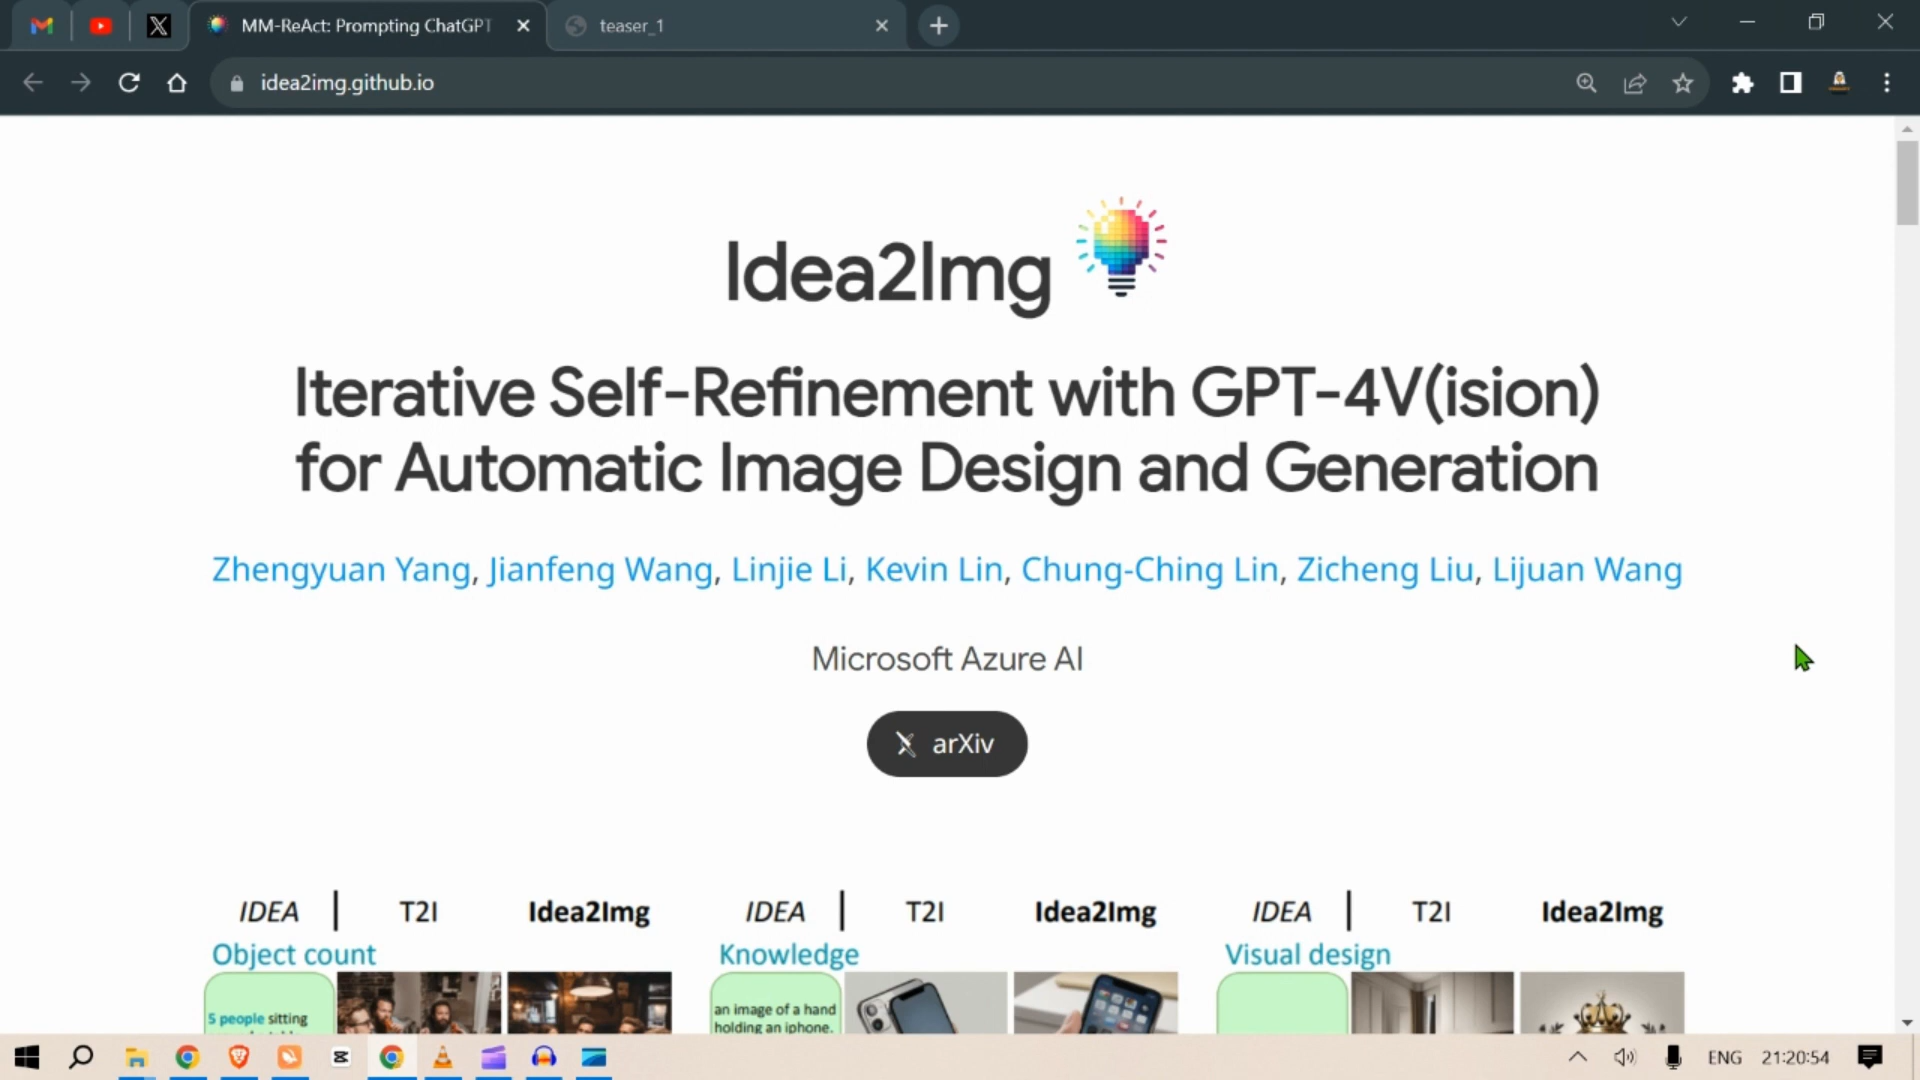 MM-ReAct: Prompting ChatGPT
teaser_1
idea2img.github.io
Idea2Img
Iterative Self-Refinement with GPT-4V(ision)
for Automatic Image Design and Generation
Zhengyuan Yang, Jianfeng Wang, Linjie Li, Kevin Lin, Chung-Ching Lin, Zicheng Liu, Lijuan Wang
Microsoft Azure AI
arXiv
IDEA | T2I Idea2Img IDEA | T2I Idea2Img IDEA | T2I Idea2Img
Object count Knowledge Visual design
5 people sitting
an image of a hand
holding an iphone.
ENG 21:20:54